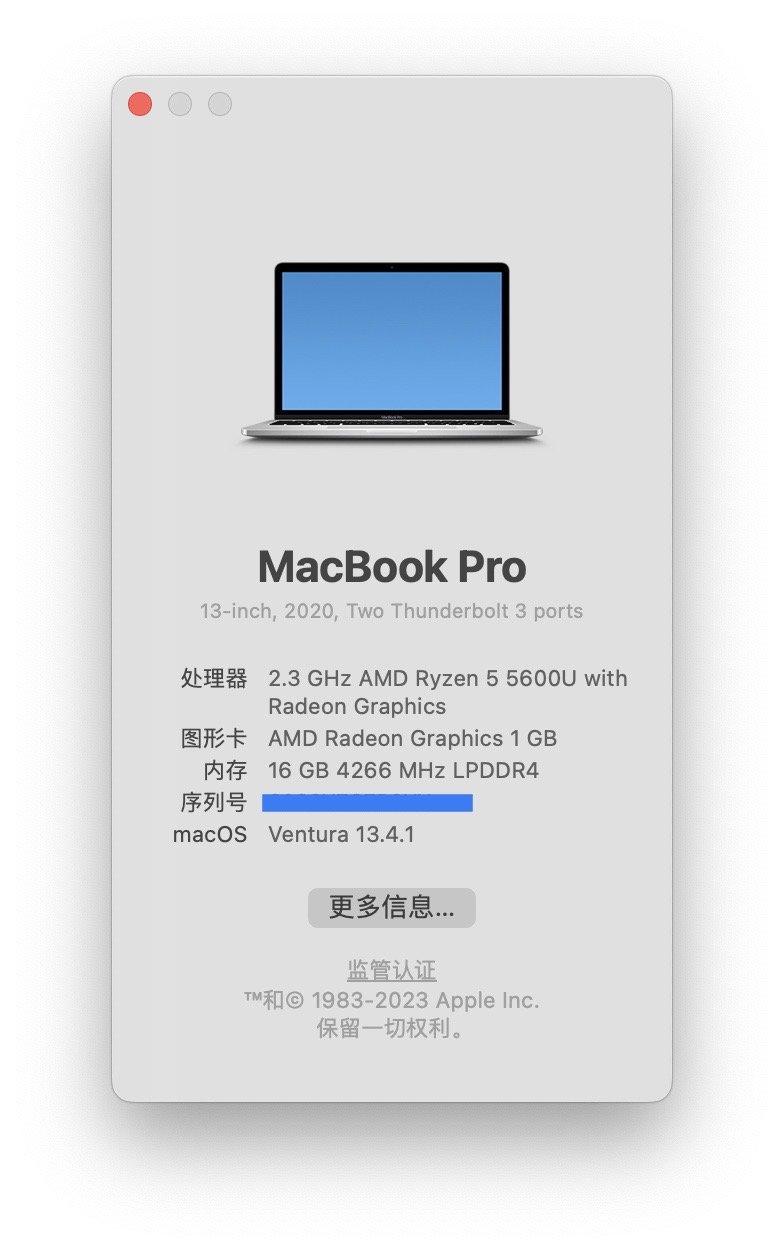 MacBook Pro
13-inch, 2020, Two Thunderbolt 3 ports
处理器 2.3 GHz AMD Ryzen 5 5600U with
Radeon Graphics
图形卡 AMD Radeon Graphics 1 GB
内存 16 GB 4266 MHz LPDDR4
序列号
macOS Ventura 13.4.1
更多信息...
监管认证
™和© 1983-2023 Apple Inc.
保留一切权利。